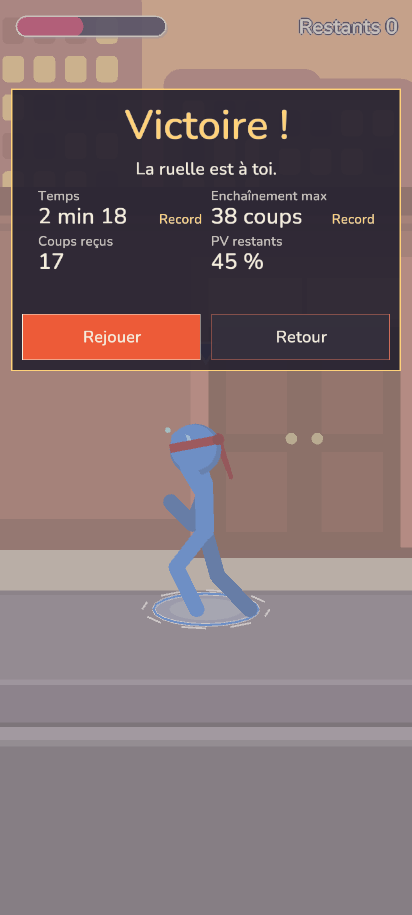 Restants 0
Victoire !
La ruelle est à toi.
Temps
2 min 18 Record
Enchaînement max
38 coups Record
Coups reçus
17
PV restants
45 %
Rejouer
Retour